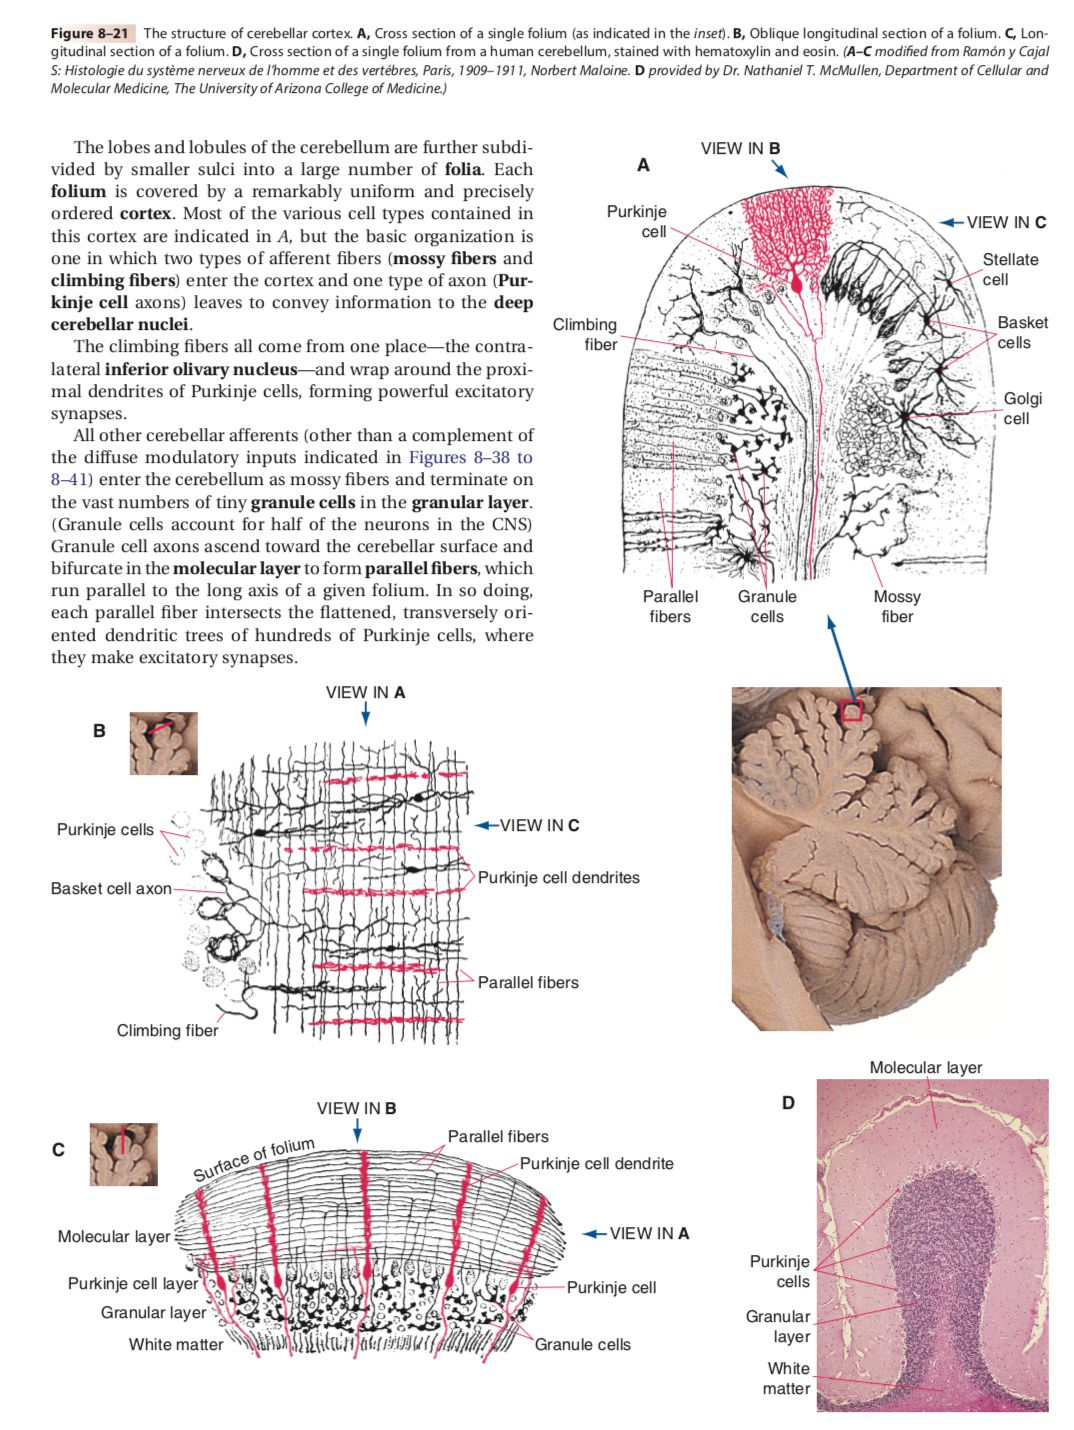 Figure 8–21 The structure of cerebellar cortex. A, Cross section of a single folium (as indicated in the inset). B, Oblique longitudinal section of a folium. C, Lon-
gitudinal section of a folium. D, Cross section of a single folium from a human cerebellum, stained with hematoxylin and eosin. (A–C modified from Ramón y Cajal
S: Histologie du système nerveux de l'homme et des vertébres, Paris, 1909–1911, Norbert Maloine. D provided by Dr. Nathaniel T. McMullen, Department of Cellular and
Molecular Medicine, The University of Arizona College of Medicine.)
The lobes and lobules of the cerebellum are further subdi-
vided by smaller sulci into a large number of folia. Each
folium is covered by a remarkably uniform and precisely
ordered cortex. Most of the various cell types contained in
this cortex are indicated in A, but the basic organization is
one in which two types of afferent fibers (mossy fibers and
climbing fibers) enter the cortex and one type of axon (Pur-
kinje cell axons) leaves to convey information to the deep
cerebellar nuclei.
The climbing fibers all come from one place—the contra-
lateral inferior olivary nucleus—and wrap around the proxi-
mal dendrites of Purkinje cells, forming powerful excitatory
synapses.
All other cerebellar afferents (other than a complement of
the diffuse modulatory inputs indicated in Figures 8–38 to
8–41) enter the cerebellum as mossy fibers and terminate on
the vast numbers of tiny granule cells in the granular layer.
(Granule cells account for half of the neurons in the CNS)
Granule cell axons ascend toward the cerebellar surface and
bifurcate in the molecular layer to form parallel fibers, which
run parallel to the long axis of a given folium. In so doing,
each parallel fiber intersects the flattened, transversely ori-
ented dendritic trees of hundreds of Purkinje cells, where
they make excitatory synapses.
A
VIEW IN B
Purkinje
cell
VIEW IN C
Stellate
cell
Climbing
fiber
Basket
cells
Golgi
cell
Parallel
fibers
Granule
cells
Mossy
fiber
B
VIEW IN A
Purkinje cells
VIEW IN C
Basket cell axon
Purkinje cell dendrites
Parallel fibers
Climbing fiber
C
VIEW IN B
Surface of folium
Parallel fibers
Purkinje cell dendrite
Molecular layer
VIEW IN A
Purkinje cell layer
Purkinje cell
Granular layer
White matter
Granule cells
D
Molecular layer
Purkinje
cells
Granular
layer
White
matter